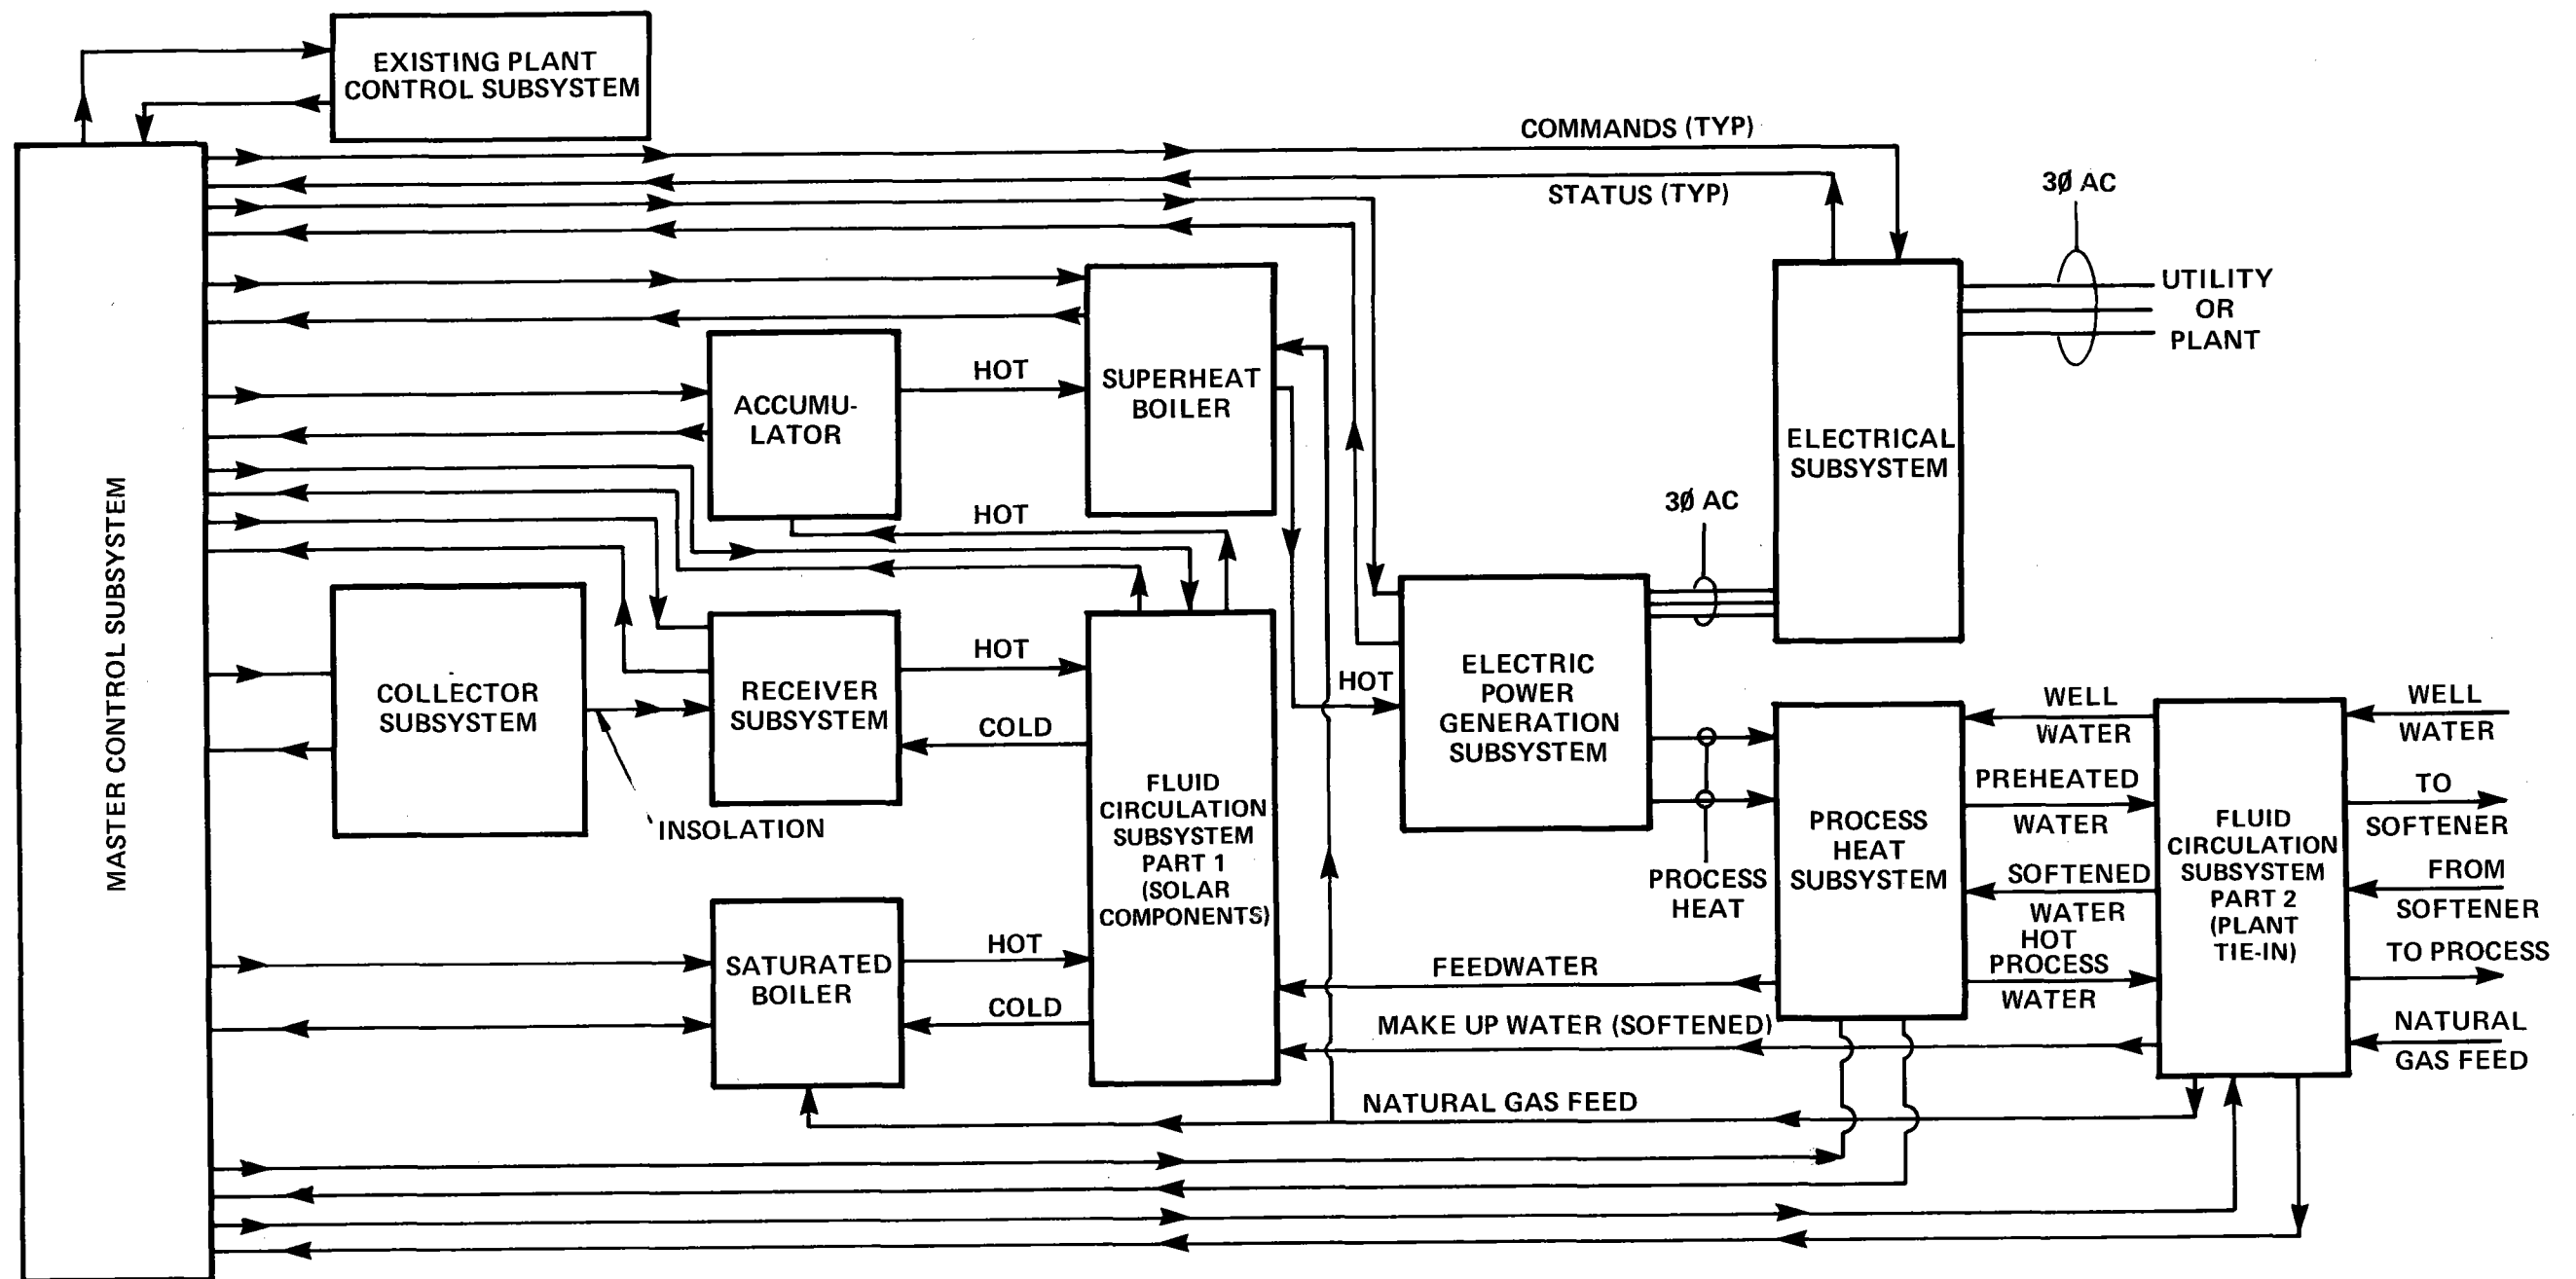 EXISTING PLANT
CONTROL SUBSYSTEM
COMMANDS (TYP)
STATUS (TYP)
3Ø AC
UTILITY
OR
PLANT
MASTER CONTROL SUBSYSTEM
ACCUMU-
LATOR
HOT
SUPERHEAT
BOILER
ELECTRICAL
SUBSYSTEM
3Ø AC
HOT
COLLECTOR
SUBSYSTEM
INSOLATION
RECEIVER
SUBSYSTEM
HOT
COLD
FLUID
CIRCULATION
SUBSYSTEM
PART 1
(SOLAR
COMPONENTS)
HOT
ELECTRIC
POWER
GENERATION
SUBSYSTEM
PROCESS
HEAT
PROCESS
HEAT
SUBSYSTEM
WELL
WATER
PREHEATED
WATER
SOFTENED
WATER
HOT
PROCESS
WATER
FLUID
CIRCULATION
SUBSYSTEM
PART 2
(PLANT
TIE-IN)
WELL
WATER
TO
SOFTENER
FROM
SOFTENER
TO PROCESS
NATURAL
GAS FEED
SATURATED
BOILER
HOT
COLD
FEEDWATER
MAKE UP WATER (SOFTENED)
NATURAL GAS FEED